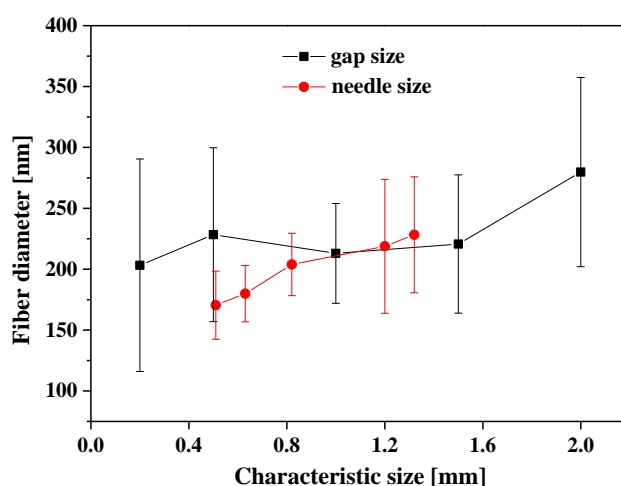 400
gap size
needle size
350
300
250
200
150
100
0.0 0.4 0.8 1.2 1.6 2.0
Fiber diameter [nm]
Characteristic size [mm]